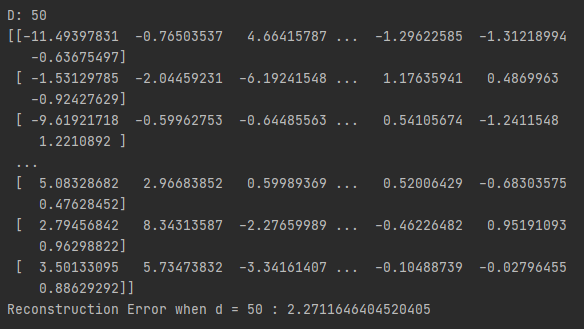 D: 50
[[-11.49397831  -0.76503537   4.66415787 ...  -1.29622585  -1.31218994
   -0.63675497]
 [ -1.53129785  -2.04459231  -6.19241548 ...   1.17635941   0.4869963
   -0.92427629]
 [ -9.61921718  -0.59962753  -0.64485563 ...   0.54105674  -1.2411548
    1.2210892 ]
 ...
 [  5.08328682   2.96683852   0.59989369 ...   0.52006429  -0.68303575
    0.47628452]
 [  2.79456842   8.34313587  -2.27659989 ...  -0.46226482   0.95191093
    0.96298822]
 [  3.50133095   5.73473832  -3.34161407 ...  -0.10488739  -0.02796455
    0.88629292]]
Reconstruction Error when d = 50 : 2.2711646404520405